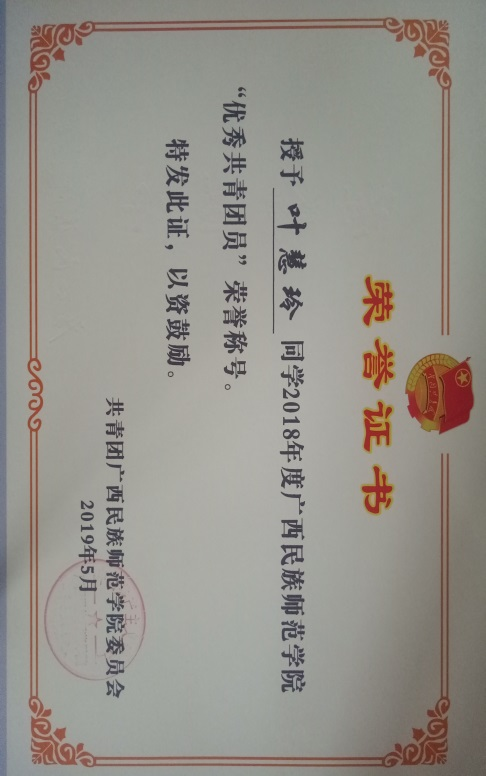 荣誉证书
授予 叶慧玲 同学2018年度广西民族师范学院
“优秀共青团员”荣誉称号。
特发此证，以资鼓励。
共青团广西民族师范学院委员会
2019年5月